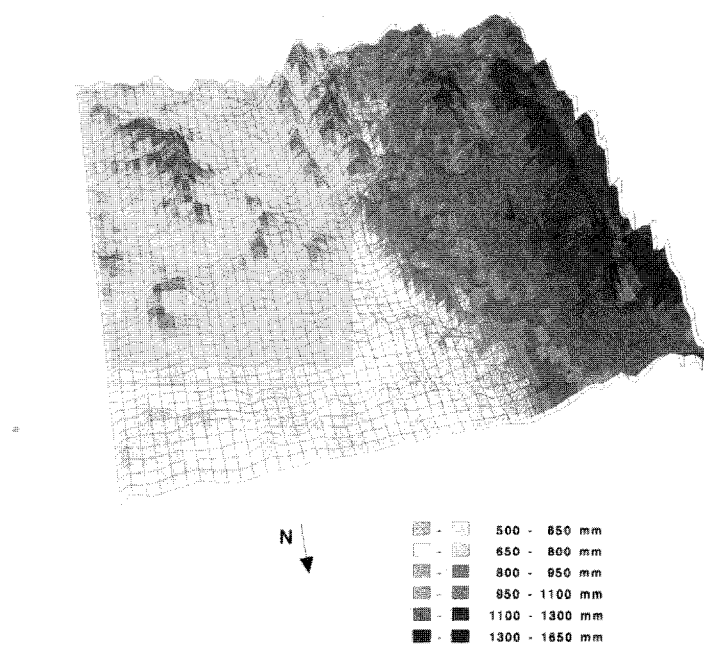 N
- 500 - 650 mm
- 650 - 800 mm
- 800 - 950 mm
- 950 - 1100 mm
- 1100 - 1300 mm
- 1300 - 1650 mm